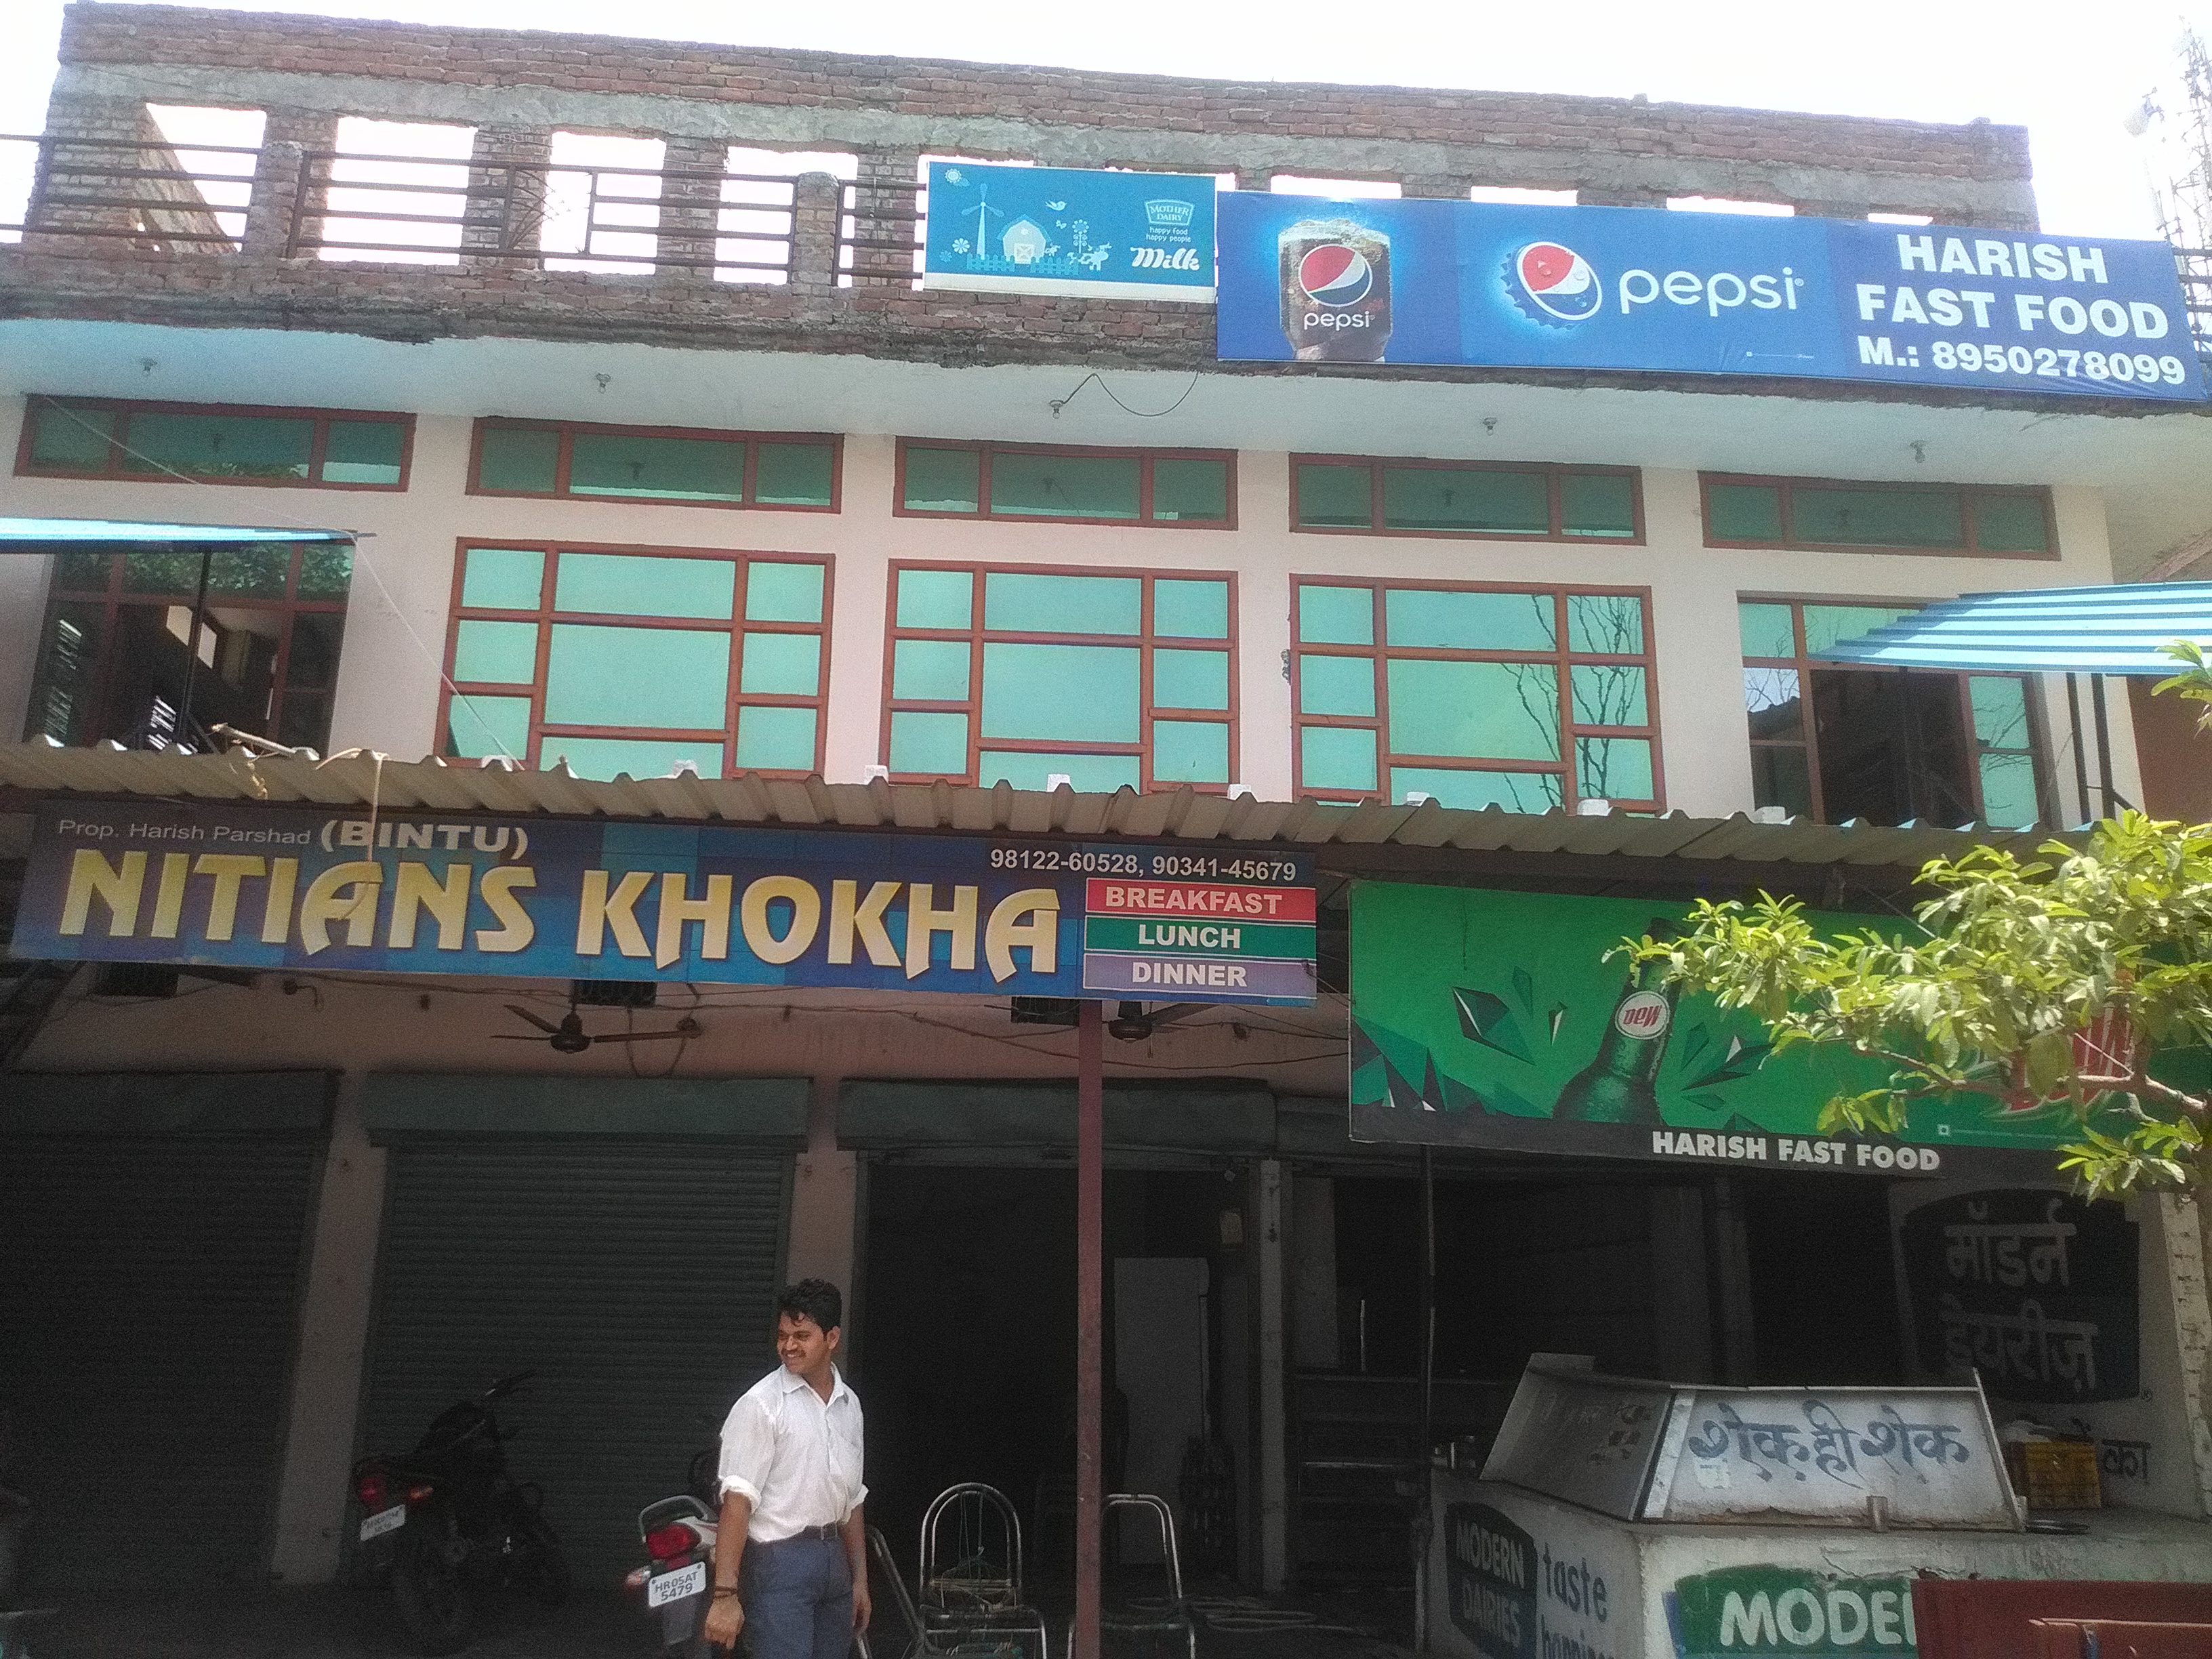 MOTHER DAIRY
happy food
happy people
Milk
pepsi
pepsi
HARISH
FAST FOOD
M.: 8950278099
Prop. Harish Parshad (BINTU)
98122-60528, 90341-45679
NITIANS KHOKHA
BREAKFAST
LUNCH
DINNER
DEW
HARISH FAST FOOD
मॉडर्न
डेयरीज़
शेक ही शेक
का
HR05AT
5479
MODERN
DAIRIES
taste
MODE